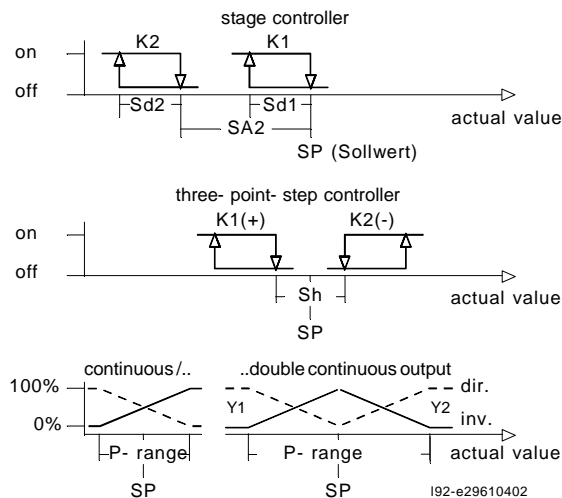 stage controller
K2 K1
on
off
Sd2 Sd1
actual value
SA2
SP (Sollwert)
three- point- step controller
K1(+) K2(-)
on
off
Sh
actual value
SP
continuous /.. ..double continuous output
100% dir.
Y1 Y2
0% inv.
P- range P- range actual value
SP SP
I92-e29610402